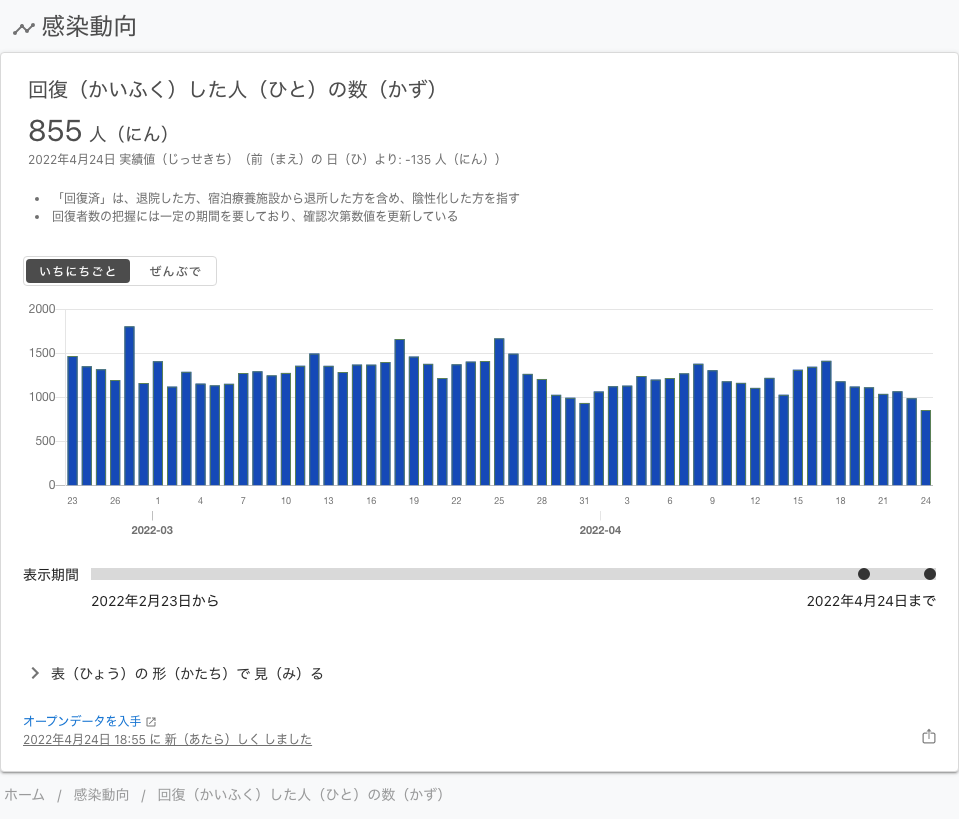 感染動向
回復（かいふく）した人（ひと）の数（かず）
855 人（にん）
2022年4月24日 実績値（じっせきち）（前（まえ）の 日（ひ）より: -135 人（にん））
• 「回復済」は、退院した方、宿泊療養施設から退所した方を含め、陰性化した方を指す
• 回復者数の把握には一定の期間を要しており、確認次第数値を更新している
いちにちごと ぜんぶで
2000
1500
1000
500
0
23 26 1 4 7 10 13 16 19 22 25 28 31 3 6 9 12 15 18 21 24
2022-03 2022-04
表示期間
2022年2月23日から 2022年4月24日まで
表（ひょう）の 形（かたち）で 見（み）る
オープンデータを入手
2022年4月24日 18:55 に 新（あたら）しく しました
ホーム / 感染動向 / 回復（かいふく）した人（ひと）の数（かず）